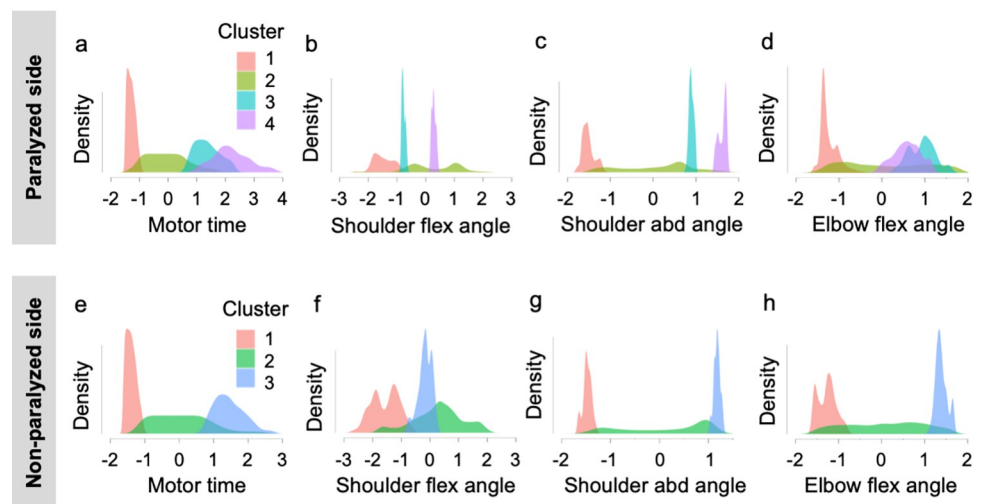 Paralyzed side
a
Cluster
1
2
3
4
Density
-2 -1 0 1 2 3 4
Motor time
b
Density
-3 -2 -1 0 1 2 3
Shoulder flex angle
c
Density
-2 -1 0 1 2
Shoulder abd angle
d
Density
-2 -1 0 1 2
Elbow flex angle
Non-paralyzed side
e
Cluster
1
2
3
Density
-2 -1 0 1 2 3
Motor time
f
Density
-3 -2 -1 0 1 2 3
Shoulder flex angle
g
Density
-2 -1 0 1
Shoulder abd angle
h
Density
-2 -1 0 1 2
Elbow flex angle